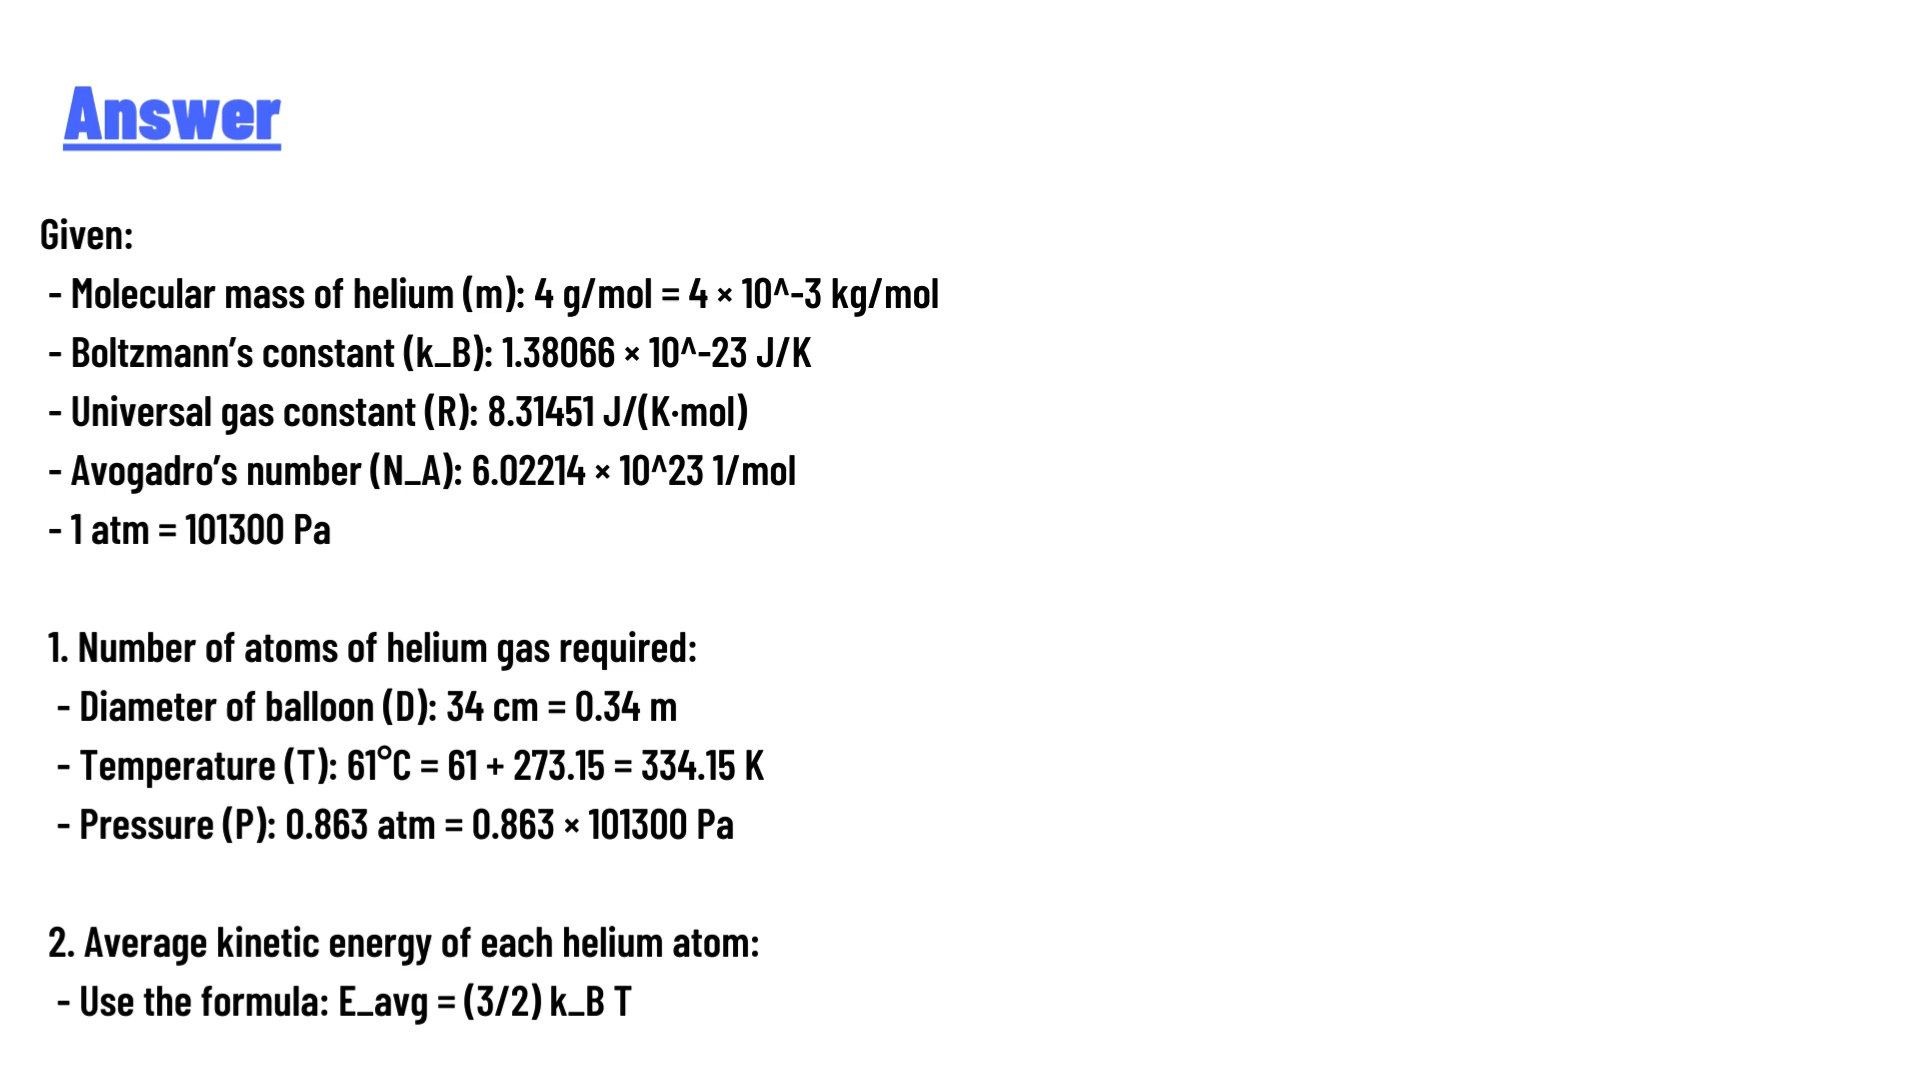 Answer
Given:
- Molecular mass of helium (m): 4 g/mol = 4 × 10^-3 kg/mol
- Boltzmann’s constant (k_B): 1.38066 × 10^-23 J/K
- Universal gas constant (R): 8.31451 J/(K·mol)
- Avogadro’s number (N_A): 6.02214 × 10^23 1/mol
- 1 atm = 101300 Pa
1. Number of atoms of helium gas required:
- Diameter of balloon (D): 34 cm = 0.34 m
- Temperature (T): 61°C = 61 + 273.15 = 334.15 K
- Pressure (P): 0.863 atm = 0.863 × 101300 Pa
2. Average kinetic energy of each helium atom:
- Use the formula: E_avg = (3/2) k_B T